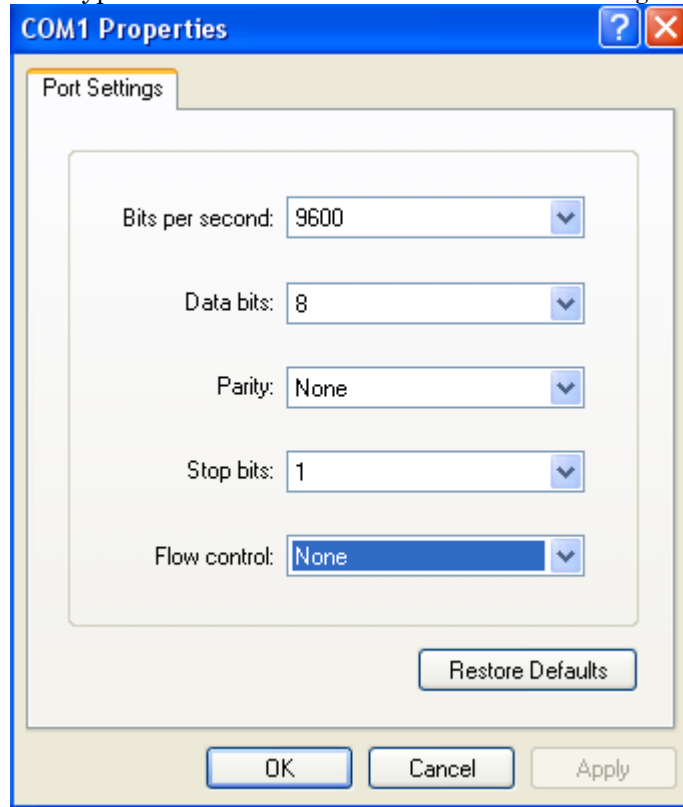 COM1 Properties
Port Settings
Bits per second: 9600
Data bits: 8
Parity: None
Stop bits: 1
Flow control: None
Restore Defaults
OK Cancel Apply